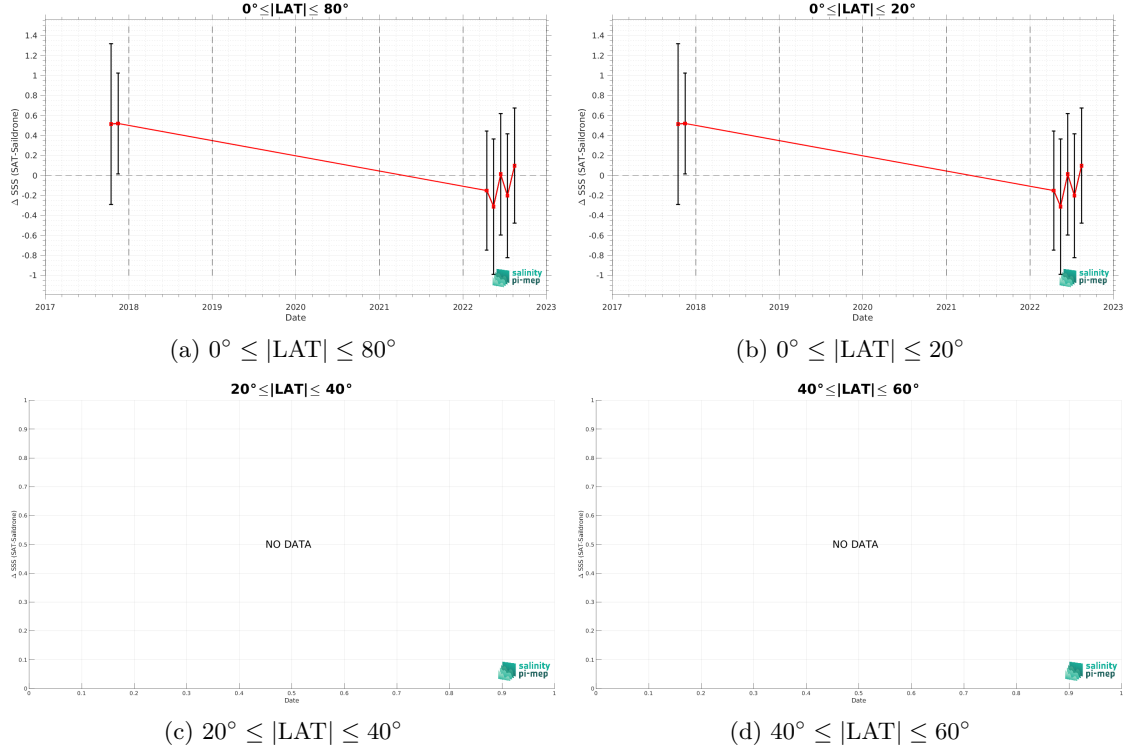 0°≤|LAT|≤ 80°
1.4
1.2
1
0.8
0.6
0.4
0.2
0
-0.2
-0.4
-0.6
-0.8
-1
Δ SSS (SAT-Saildrone)
2017 2018 2019 2020 2021 2022 2023
Date
salinity
pi-mep
(a) 0° ≤ |LAT| ≤ 80°
0°≤|LAT|≤ 20°
1.4
1.2
1
0.8
0.6
0.4
0.2
0
-0.2
-0.4
-0.6
-0.8
-1
Δ SSS (SAT-Saildrone)
2017 2018 2019 2020 2021 2022 2023
Date
salinity
pi-mep
(b) 0° ≤ |LAT| ≤ 20°
20°≤|LAT|≤ 40°
1
0.9
0.8
0.7
0.6
0.5
0.4
0.3
0.2
0.1
0
Δ SSS (SAT-Saildrone)
NO DATA
0 0.1 0.2 0.3 0.4 0.5 0.6 0.7 0.8 0.9 1
Date
salinity
pi-mep
(c) 20° ≤ |LAT| ≤ 40°
40°≤|LAT|≤ 60°
1
0.9
0.8
0.7
0.6
0.5
0.4
0.3
0.2
0.1
0
Δ SSS (SAT-Saildrone)
NO DATA
0 0.1 0.2 0.3 0.4 0.5 0.6 0.7 0.8 0.9 1
Date
salinity
pi-mep
(d) 40° ≤ |LAT| ≤ 60°